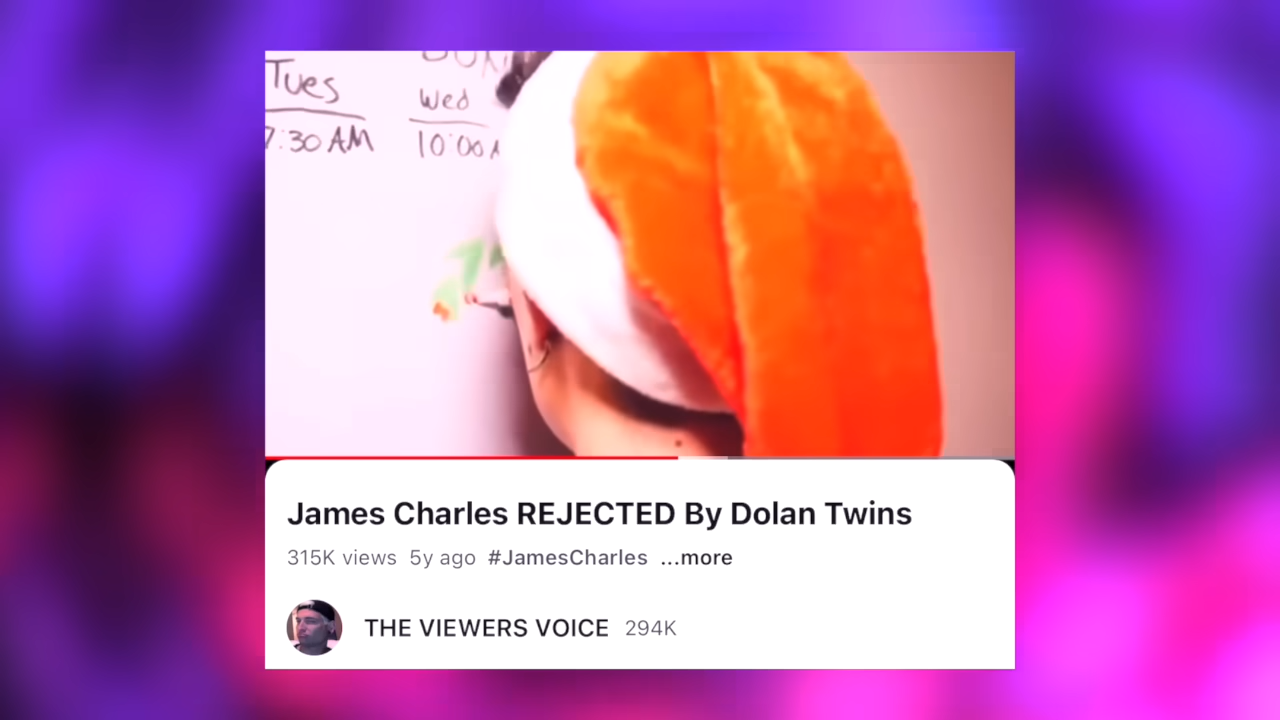 Tues
Wed
7:30 AM
10:00 A
James Charles REJECTED By Dolan Twins
315K views 5y ago #JamesCharles ...more
THE VIEWERS VOICE 294K